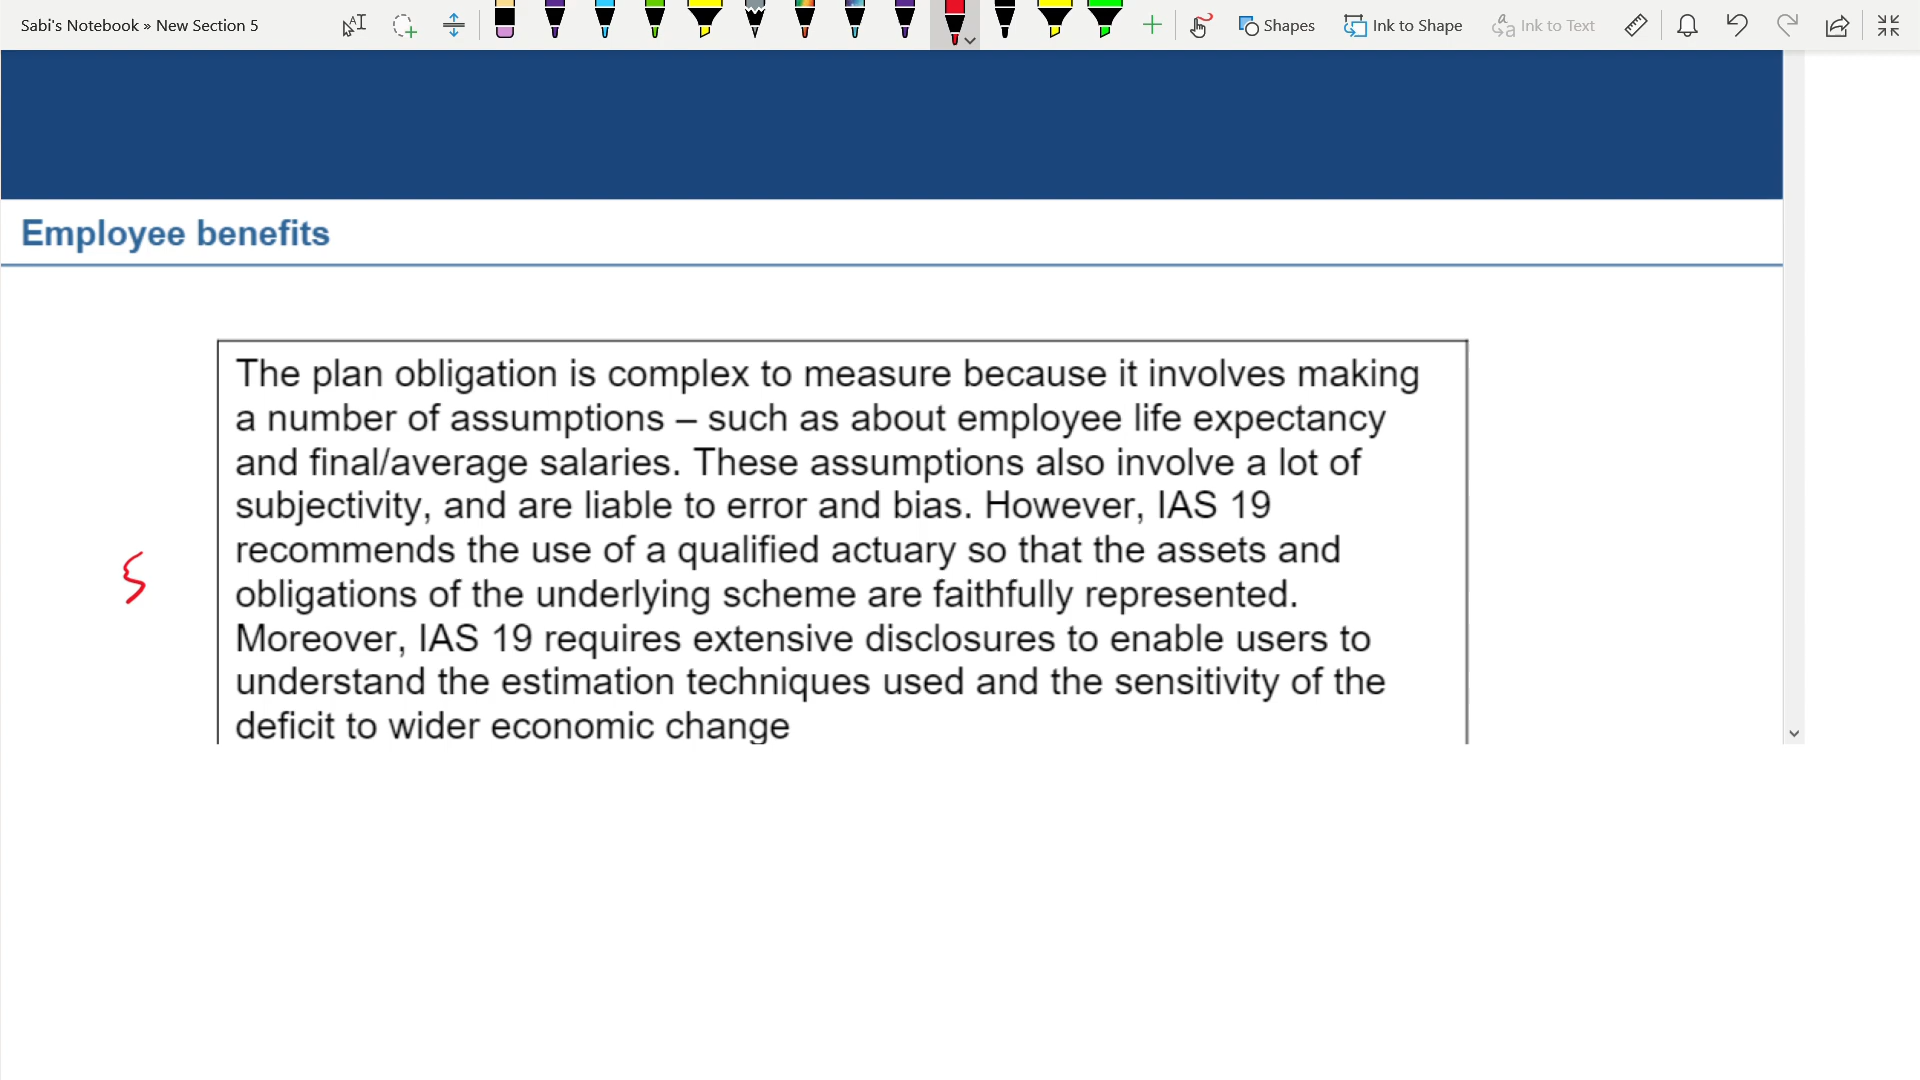 Sabi's Notebook » New Section 5
Shapes
Ink to Shape
Ink to Text
Employee benefits
The plan obligation is complex to measure because it involves making
a number of assumptions – such as about employee life expectancy
and final/average salaries. These assumptions also involve a lot of
subjectivity, and are liable to error and bias. However, IAS 19
recommends the use of a qualified actuary so that the assets and
obligations of the underlying scheme are faithfully represented.
Moreover, IAS 19 requires extensive disclosures to enable users to
understand the estimation techniques used and the sensitivity of the
deficit to wider economic change